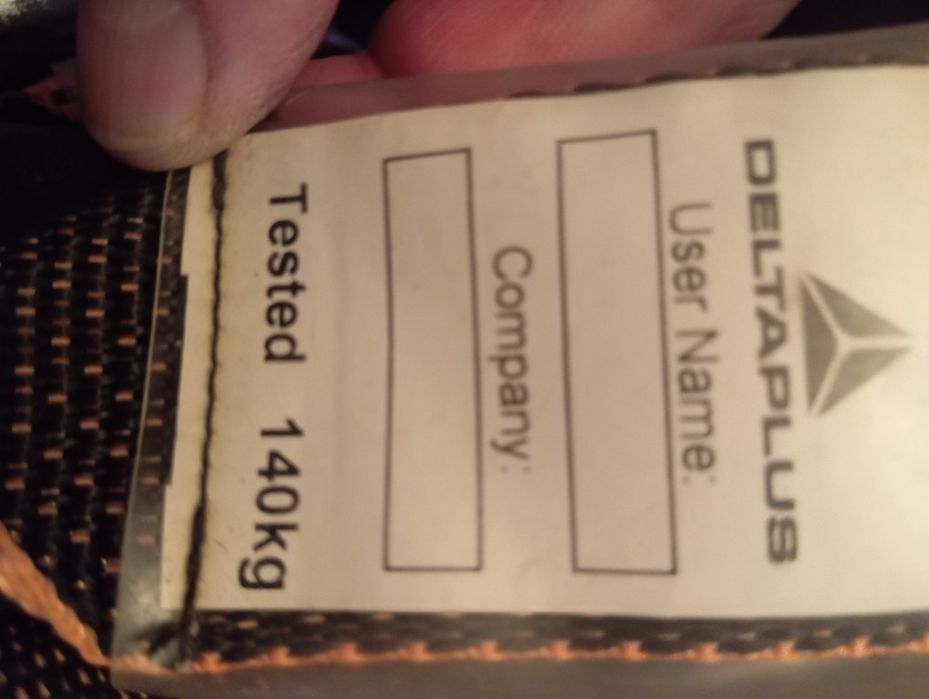 DELTAPLUS
User Name:
Company:
Tested 140kg